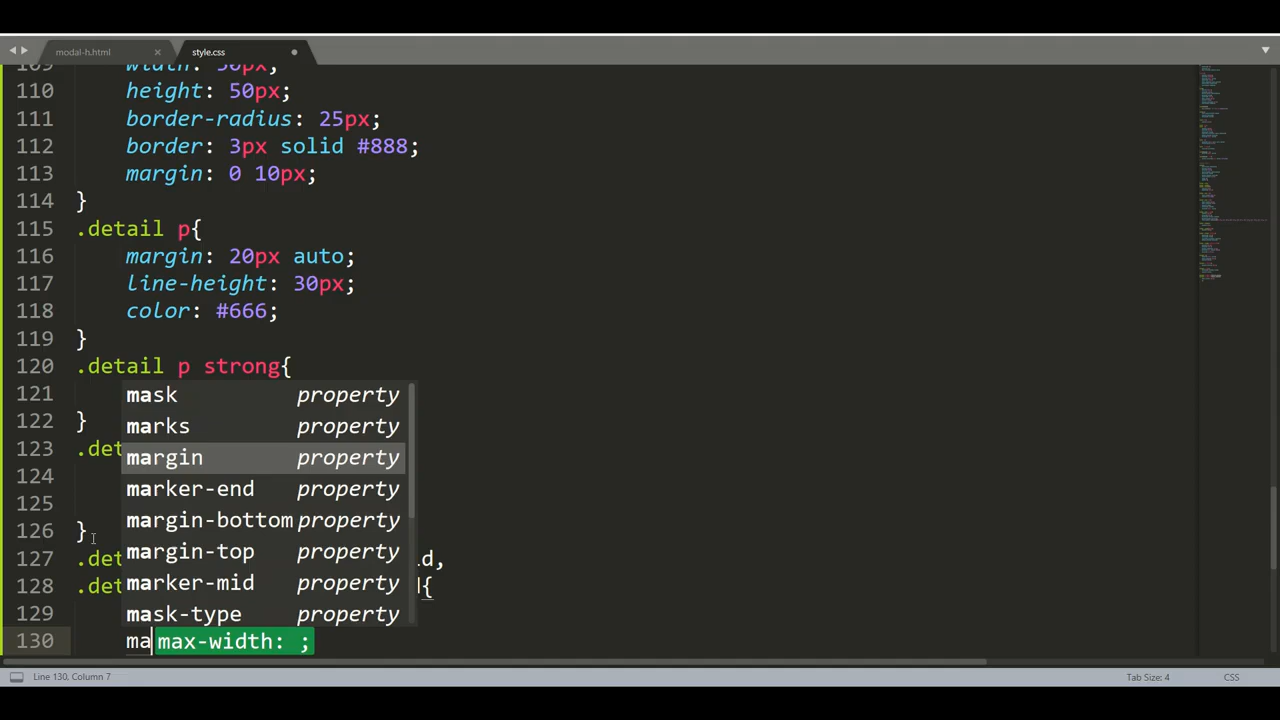 modal-h.html × style.css
109 width: 50px;
110 height: 50px;
111 border-radius: 25px;
112 border: 3px solid #888;
113 margin: 0 10px;
114 }
115 .detail p{
116 margin: 20px auto;
117 line-height: 30px;
118 color: #666;
119 }
120 .detail p strong{
121 mask property
122 } marks property
123 .det margin property
124 marker-end property
125 margin-bottom property
126 } margin-top property
127 .det marker-mid property d,
128 .det mask-type property {
129
130 ma max-width: ;
Line 130, Column 7 Tab Size: 4 CSS